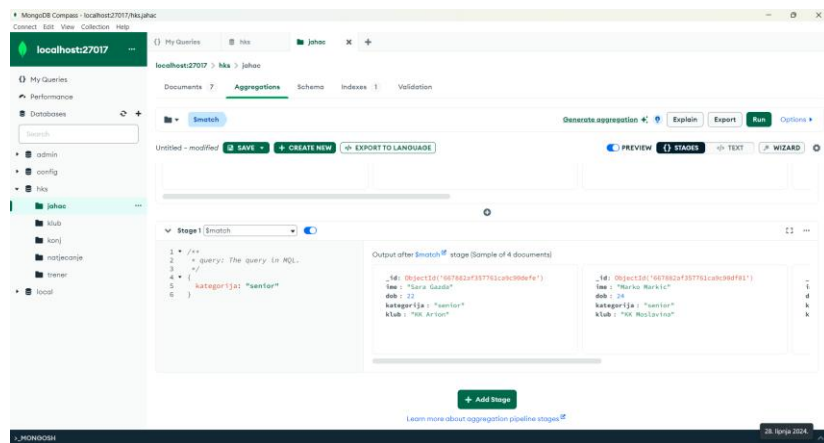 MongoDB Compass - localhost:27017/hks.jahac
Connect Edit View Collection Help
localhost:27017 ...
{} My Queries
hks
jahac
localhost:27017 > hks > jahac
My Queries
Performance
Databases
Search
admin
config
hks
jahac ...
klub
konj
natjecanje
trener
local
Documents 7 Aggregations Schema Indexes 1 Validation
$match
Generate aggregation Explain Export Run Options
Untitled - modified SAVE + CREATE NEW EXPORT TO LANGUAGE
PREVIEW {} STAGES </> TEXT WIZARD
Stage 1 $match
1 /**
2 * query: The query in MQL.
3 */
4 {
5 kategorija: "senior"
6 }
Output after $match stage (Sample of 4 documents)
ime : "Sara Gazda"
dob : 22
kategorija : "senior"
klub : "KK Arion"
ime : "Marko Markic"
dob : 24
kategorija : "senior"
klub : "KK Moslavina"
+ Add Stage
Learn more about aggregation pipeline stages
28. lipnja 2024.
>_MONGOSH